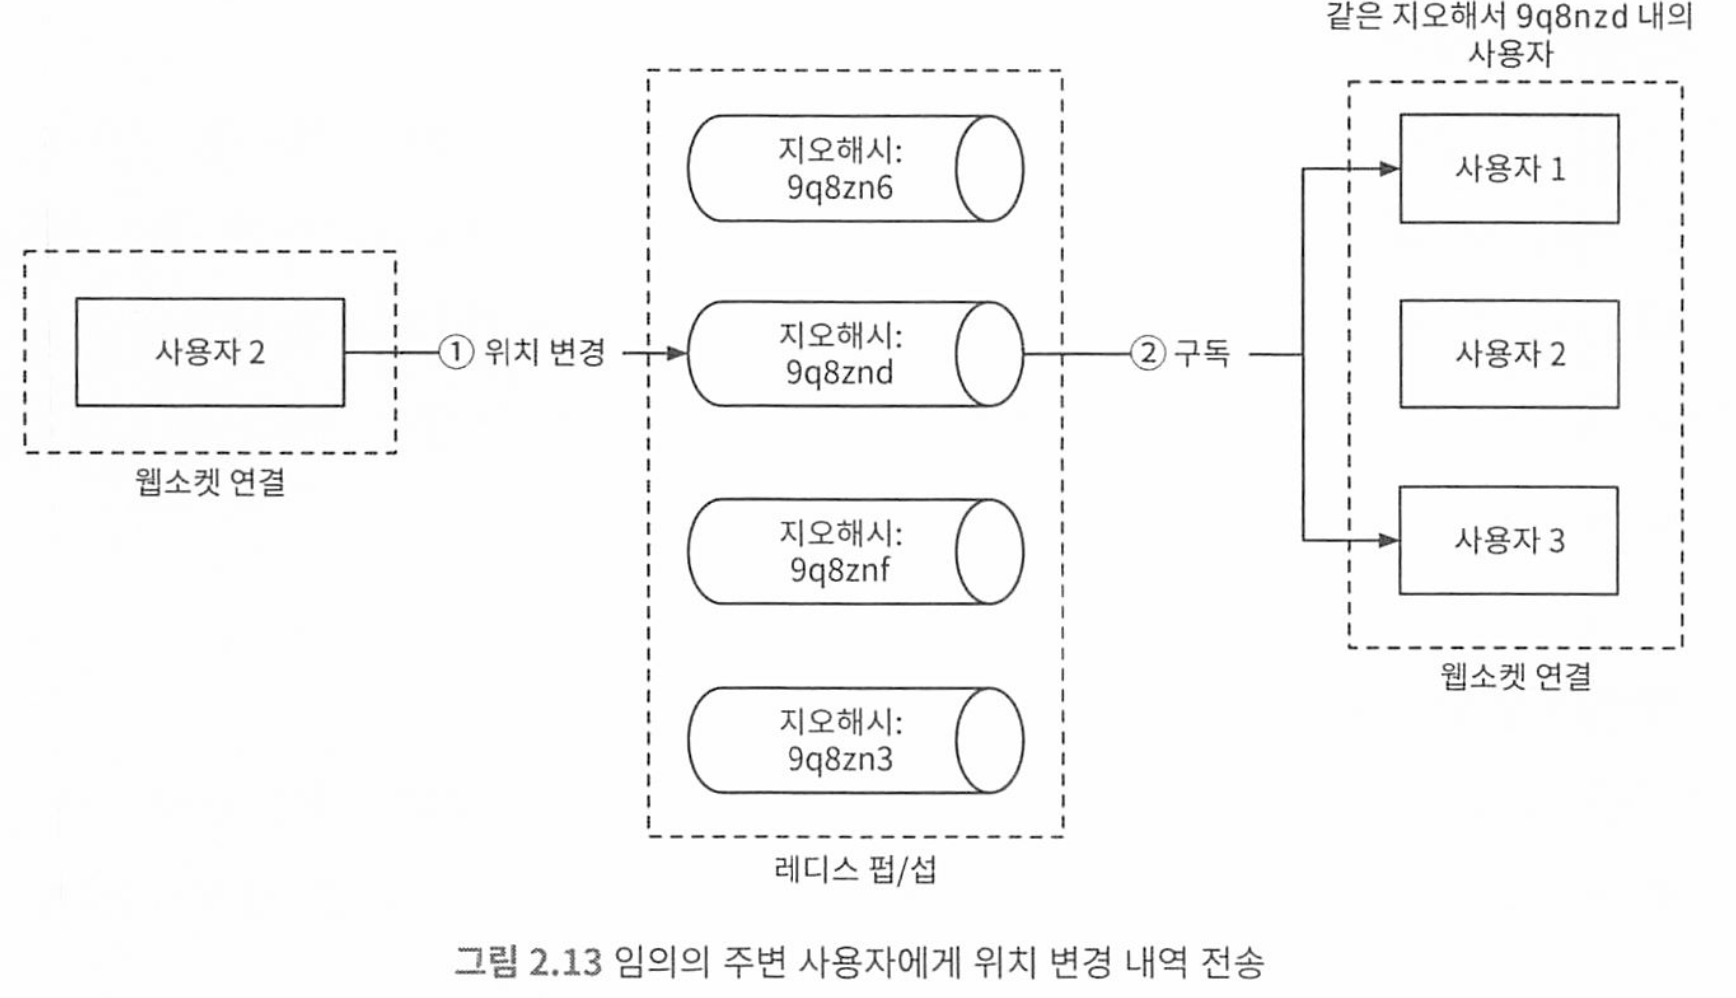 같은 지오해서 9q8nzd 내의
사용자
지오해시:
9q8zn6
사용자 1
사용자 2
① 위치 변경
지오해시:
9q8znd
② 구독
사용자 2
웹소켓 연결
지오해시:
9q8znf
사용자 3
웹소켓 연결
지오해시:
9q8zn3
레디스 펍/섭
그림 2.13 임의의 주변 사용자에게 위치 변경 내역 전송